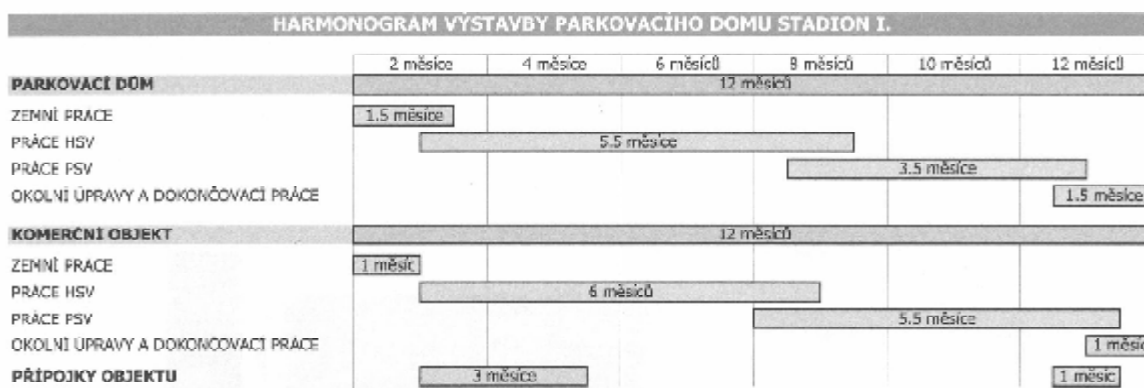 HARMONOGRAM VÝSTAVBY PARKOVACÍHO DOMU STADION I.
2 měsíce 4 měsíce 6 měsíců 8 měsíců 10 měsíců 12 měsíců
PARKOVACÍ DŮM 12 měsíců
ZEMNÍ PRÁCE 1.5 měsíce
PRÁCE HSV 5.5 měsíce
PRÁCE PSV 3.5 měsíce
OKOLNÍ ÚPRAVY A DOKONČOVACÍ PRÁCE 1.5 měsíce
KOMERČNÍ OBJEKT 12 měsíců
ZEMNÍ PRÁCE 1 měsíc
PRÁCE HSV 6 měsíců
PRÁCE PSV 5.5 měsíce
OKOLNÍ ÚPRAVY A DOKONČOVACÍ PRÁCE 1 měsíc
PŘÍPOJKY OBJEKTU 3 měsíce 1 měsíc